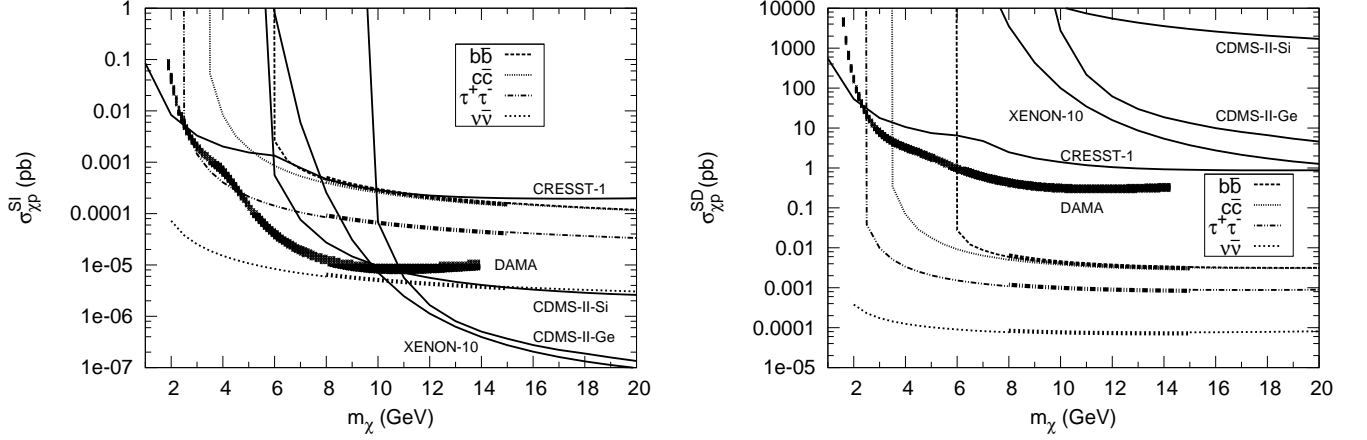 σ_χp^SI (pb)
1
0.1
0.01
0.001
0.0001
1e-05
1e-06
1e-07
2 4 6 8 10 12 14 16 18 20
m_χ (GeV)
bb̄
cc̄
τ⁺τ⁻
νν̄
CRESST-1
DAMA
CDMS-II-Si
CDMS-II-Ge
XENON-10
σ_χp^SD (pb)
10000
1000
100
10
1
0.1
0.01
0.001
0.0001
1e-05
2 4 6 8 10 12 14 16 18 20
m_χ (GeV)
CDMS-II-Si
CDMS-II-Ge
XENON-10
CRESST-1
DAMA
bb̄
cc̄
τ⁺τ⁻
νν̄